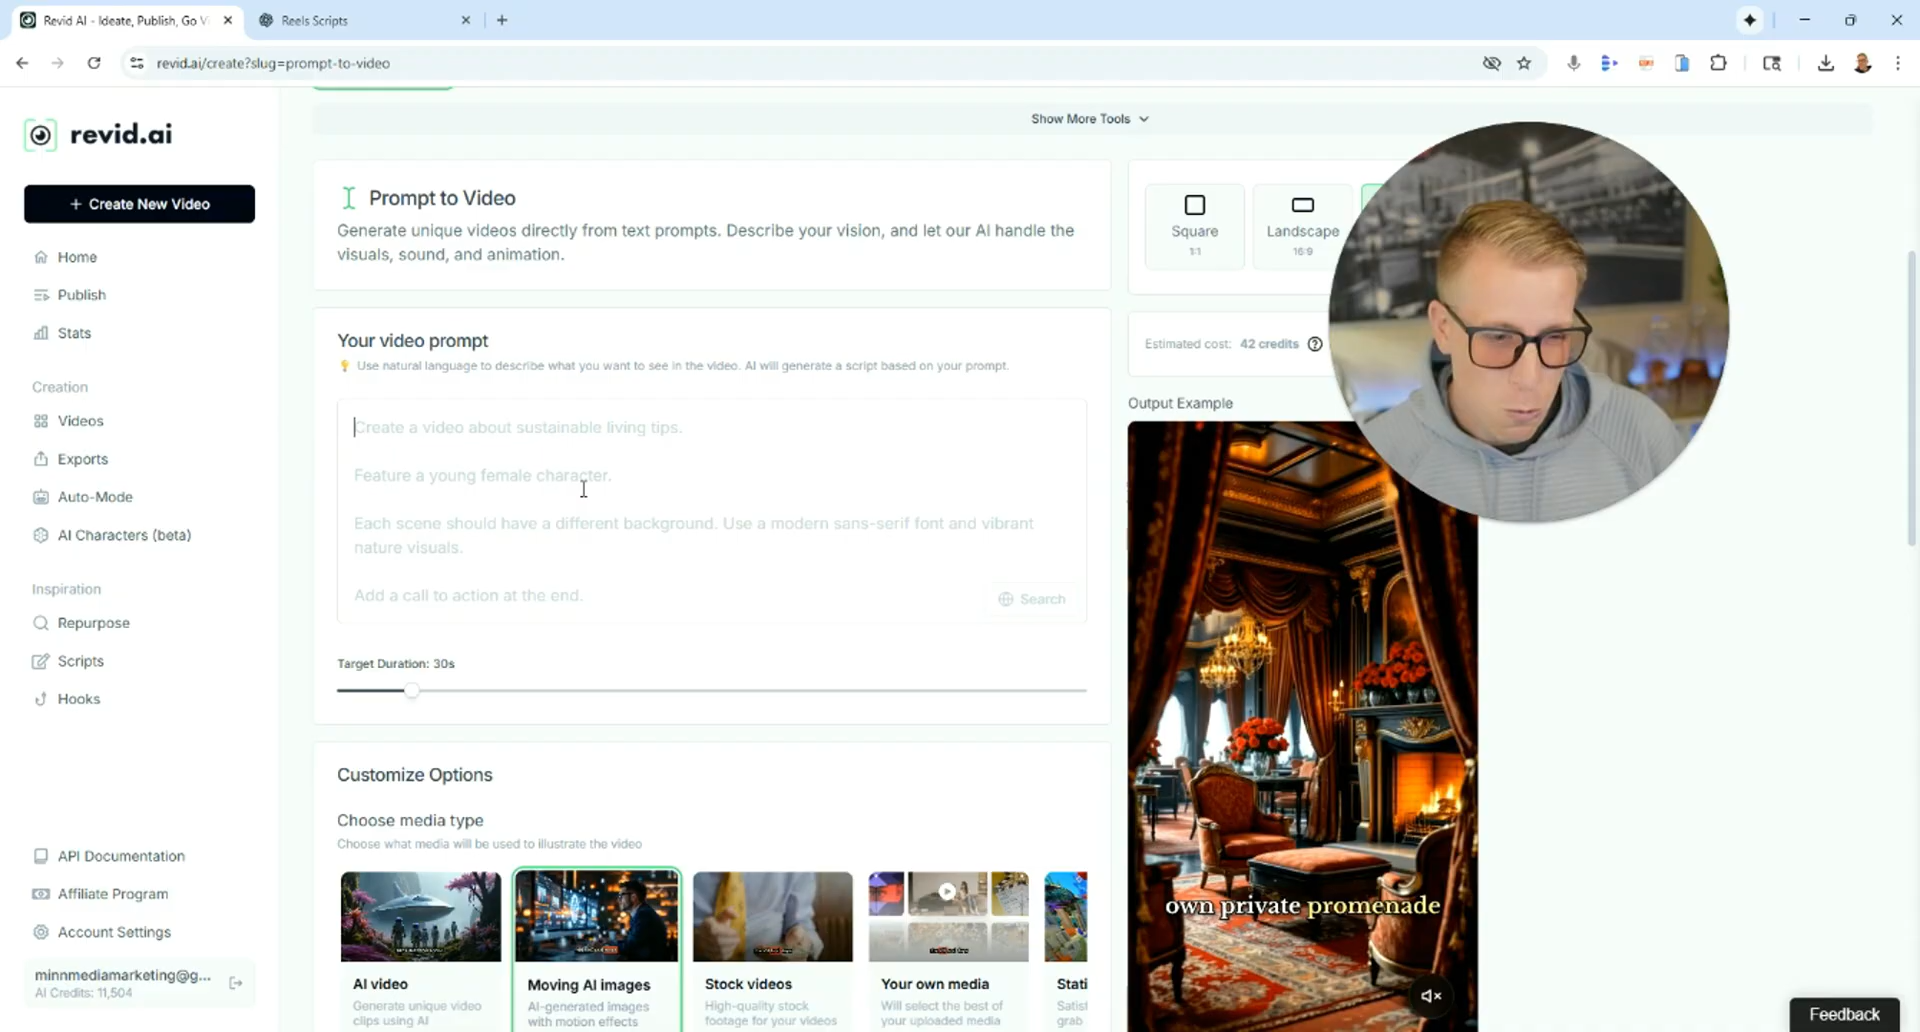 Revid AI - Ideate, Publish, Go Vi
Reels Scripts
revid.ai/create?slug=prompt-to-video
revid.ai
+ Create New Video
Home
Publish
Stats
Creation
Videos
Exports
Auto-Mode
AI Characters (beta)
Inspiration
Repurpose
Scripts
Hooks
API Documentation
Affiliate Program
Account Settings
minnmediamarketing@g...
AI Credits: 11,504
Show More Tools
Prompt to Video
Generate unique videos directly from text prompts. Describe your vision, and let our AI handle the
visuals, sound, and animation.
Your video prompt
Use natural language to describe what you want to see in the video. AI will generate a script based on your prompt.
Create a video about sustainable living tips.
Feature a young female character.
Each scene should have a different background. Use a modern sans-serif font and vibrant
nature visuals.
Add a call to action at the end.
Search
Target Duration: 30s
Customize Options
Choose media type
Choose what media will be used to illustrate the video
AI video
Generate unique video
clips using AI
Moving AI images
AI-generated images
with motion effects
Stock videos
High-quality stock
footage for your videos
Your own media
Will select the best of
your uploaded media
Stati
Satisf
grab
Square
1:1
Landscape
16:9
Estimated cost: 42 credits
Output Example
own private promenade
Feedback